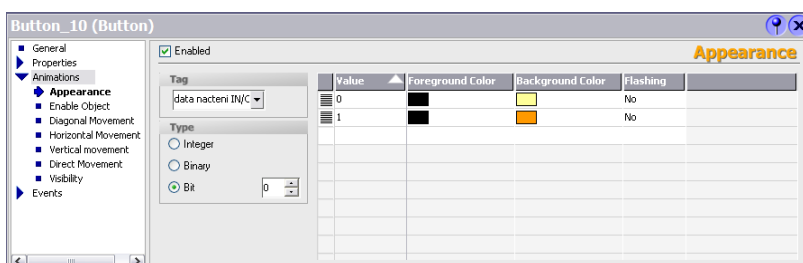 Button_10 (Button)
General
Properties
Animations
Appearance
Enable Object
Diagonal Movement
Horizontal Movement
Vertical movement
Direct Movement
Visibility
Events
Enabled
Appearance
Tag
data nacteni IN/C
Type
Integer
Binary
Bit 0
Value Foreground Color Background Color Flashing
0 No
1 No